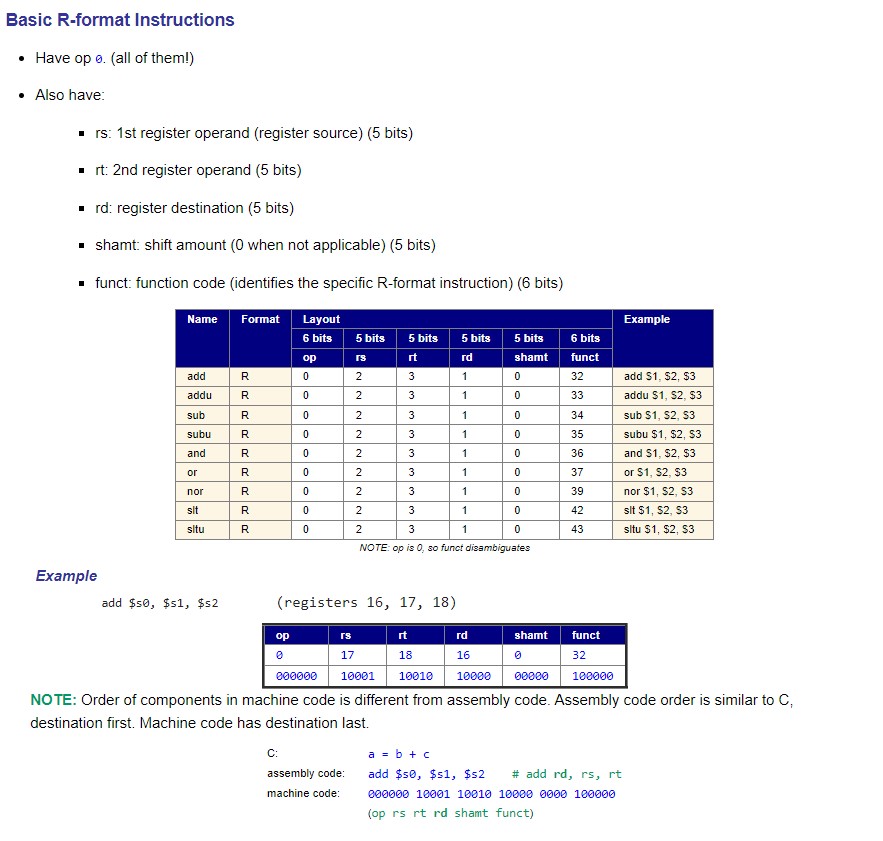 Basic R-format Instructions
• Have op 0. (all of them!)
• Also have:
▪ rs: 1st register operand (register source) (5 bits)
▪ rt: 2nd register operand (5 bits)
▪ rd: register destination (5 bits)
▪ shamt: shift amount (0 when not applicable) (5 bits)
▪ funct: function code (identifies the specific R-format instruction) (6 bits)
Name Format Layout Example
6 bits 5 bits 5 bits 5 bits 5 bits 6 bits
op rs rt rd shamt funct
add R 0 2 3 1 0 32 add $1, $2, $3
addu R 0 2 3 1 0 33 addu $1, $2, $3
sub R 0 2 3 1 0 34 sub $1, $2, $3
subu R 0 2 3 1 0 35 subu $1, $2, $3
and R 0 2 3 1 0 36 and $1, $2, $3
or R 0 2 3 1 0 37 or $1, $2, $3
nor R 0 2 3 1 0 39 nor $1, $2, $3
slt R 0 2 3 1 0 42 slt $1, $2, $3
sltu R 0 2 3 1 0 43 sltu $1, $2, $3
NOTE: op is 0, so funct disambiguates
Example
add $s0, $s1, $s2 (registers 16, 17, 18)
op rs rt rd shamt funct
0 17 18 16 0 32
000000 10001 10010 10000 00000 100000
NOTE: Order of components in machine code is different from assembly code. Assembly code order is similar to C,
destination first. Machine code has destination last.
C: a = b + c
assembly code: add $s0, $s1, $s2 # add rd, rs, rt
machine code: 000000 10001 10010 10000 0000 100000
(op rs rt rd shamt funct)